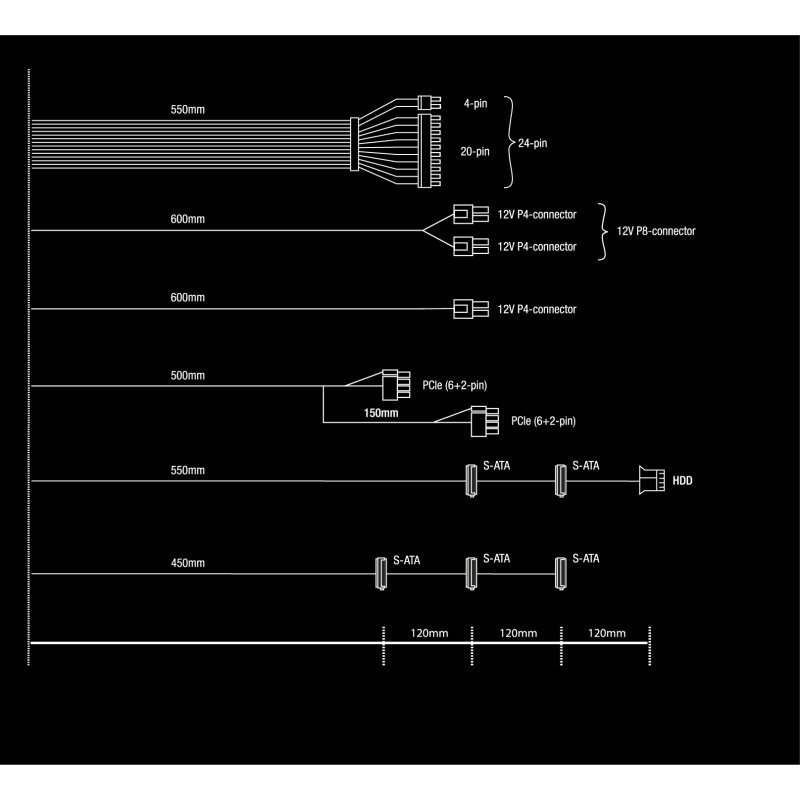 550mm
4-pin
20-pin
24-pin
600mm
12V P4-connector
12V P4-connector
12V P8-connector
600mm
12V P4-connector
500mm
PCIe (6+2-pin)
150mm
PCIe (6+2-pin)
550mm
S-ATA
S-ATA
HDD
450mm
S-ATA
S-ATA
S-ATA
120mm
120mm
120mm